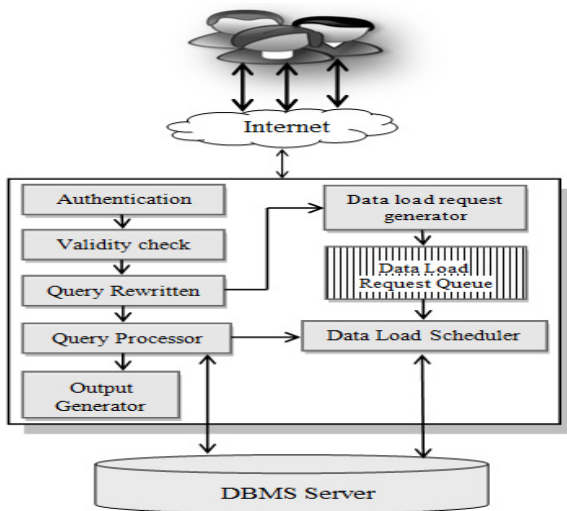 Internet
Authentication
Validity check
Query Rewritten
Query Processor
Output
Generator
Data load request
generator
Data Load
Request Queue
Data Load Scheduler
DBMS Server